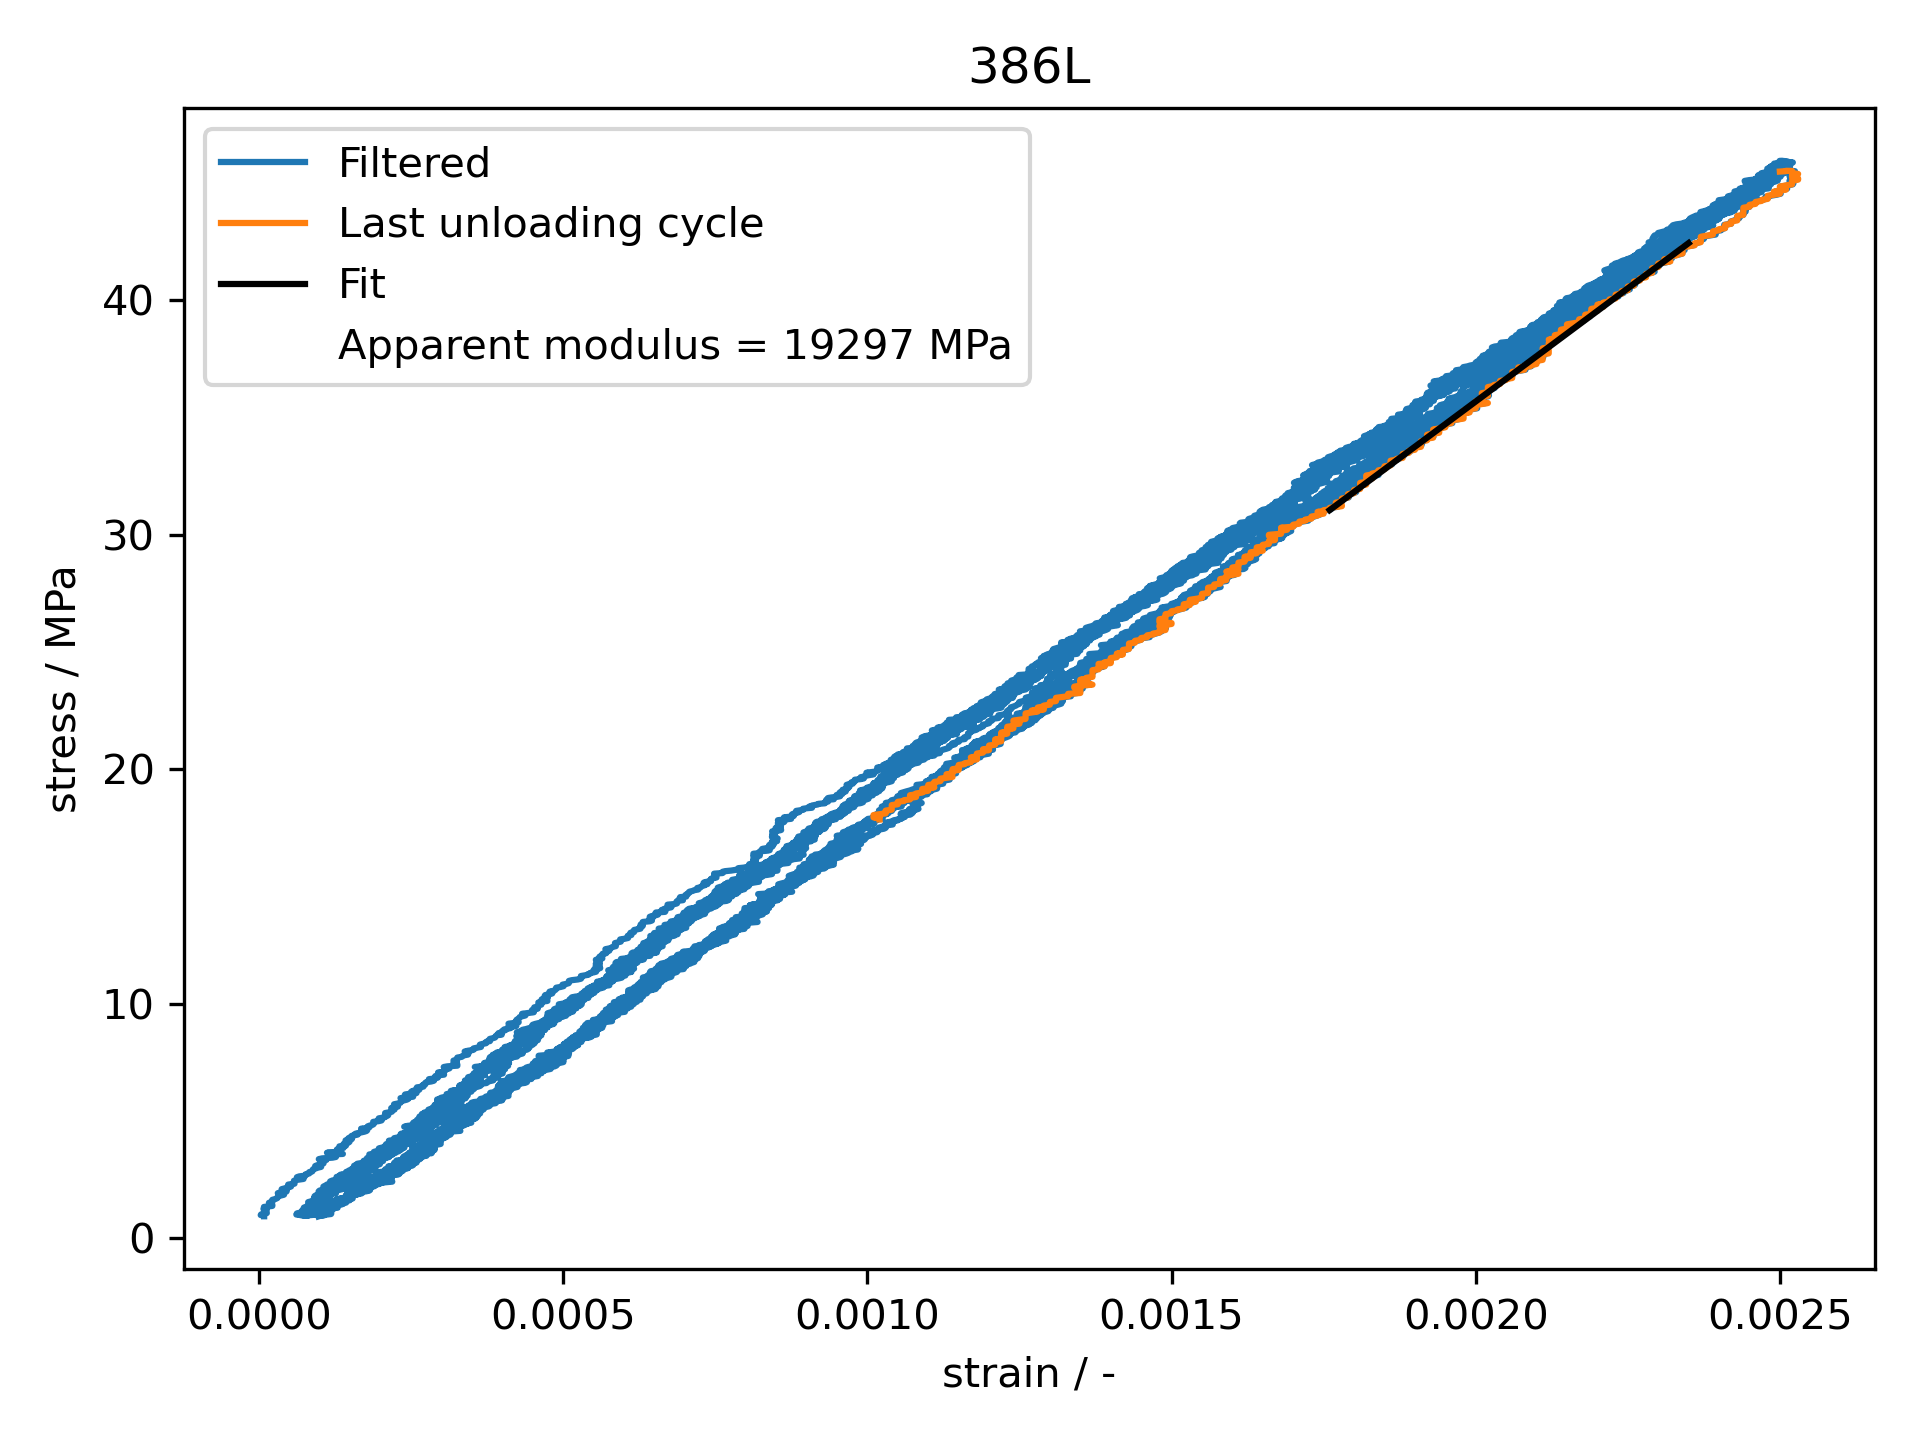 386L
Filtered
Last unloading cycle
Fit
Apparent modulus = 19297 MPa
40
30
20
10
0
stress / MPa
0.0000 0.0005 0.0010 0.0015 0.0020 0.0025
strain / -